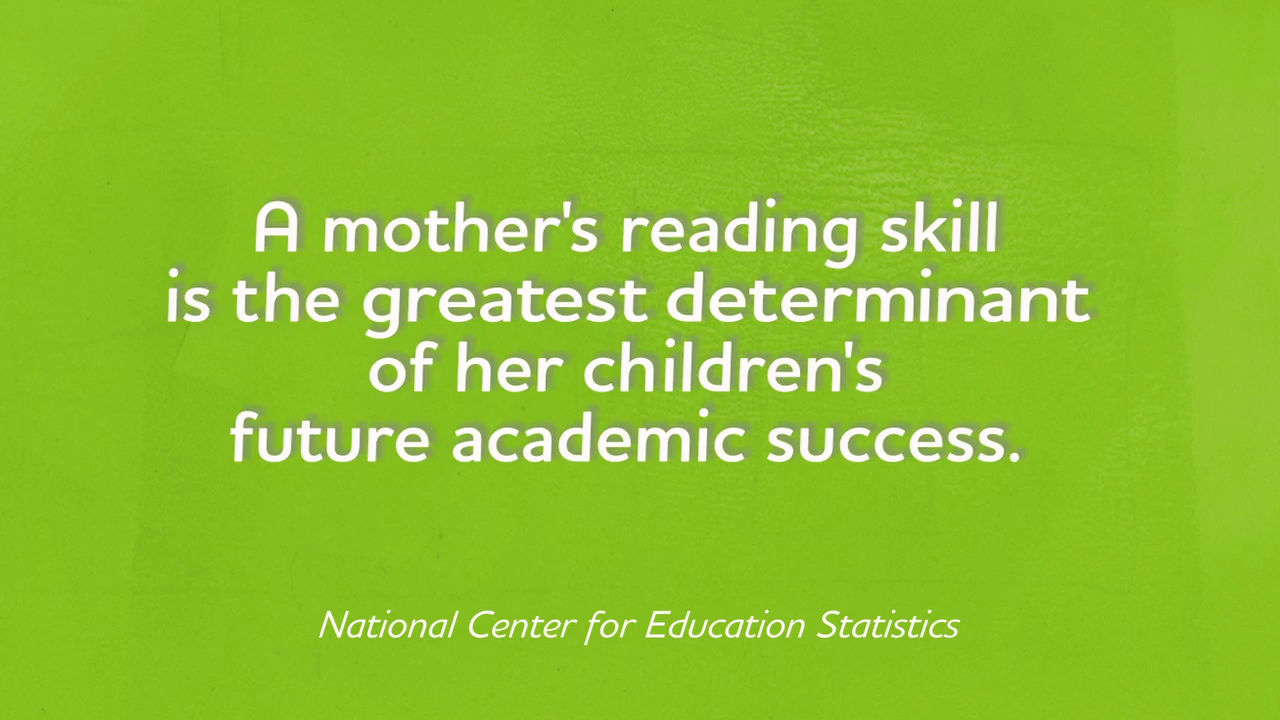 A mother's reading skill
is the greatest determinant
of her children's
future academic success.
National Center for Education Statistics